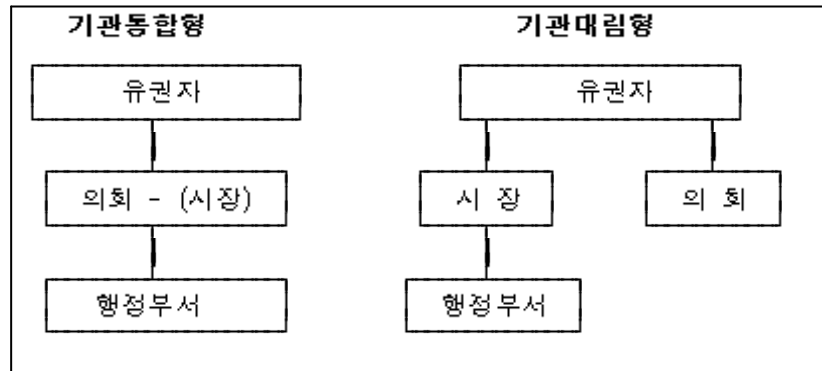 기관통합형
유권자
의회 - (시장)
행정부서
기관대림형
유권자
시 장
의 회
행정부서